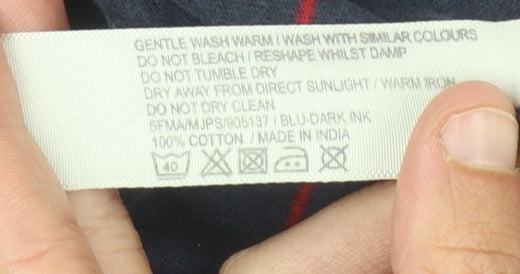 GENTLE WASH WARM / WASH WITH SIMILAR COLOURS
DO NOT BLEACH / RESHAPE WHILST DAMP
DO NOT TUMBLE DRY
DRY AWAY FROM DIRECT SUNLIGHT / WARM IRON
DO NOT DRY CLEAN
5FMA/MJPS/905137 / BLU-DARK INK
100% COTTON / MADE IN INDIA
40